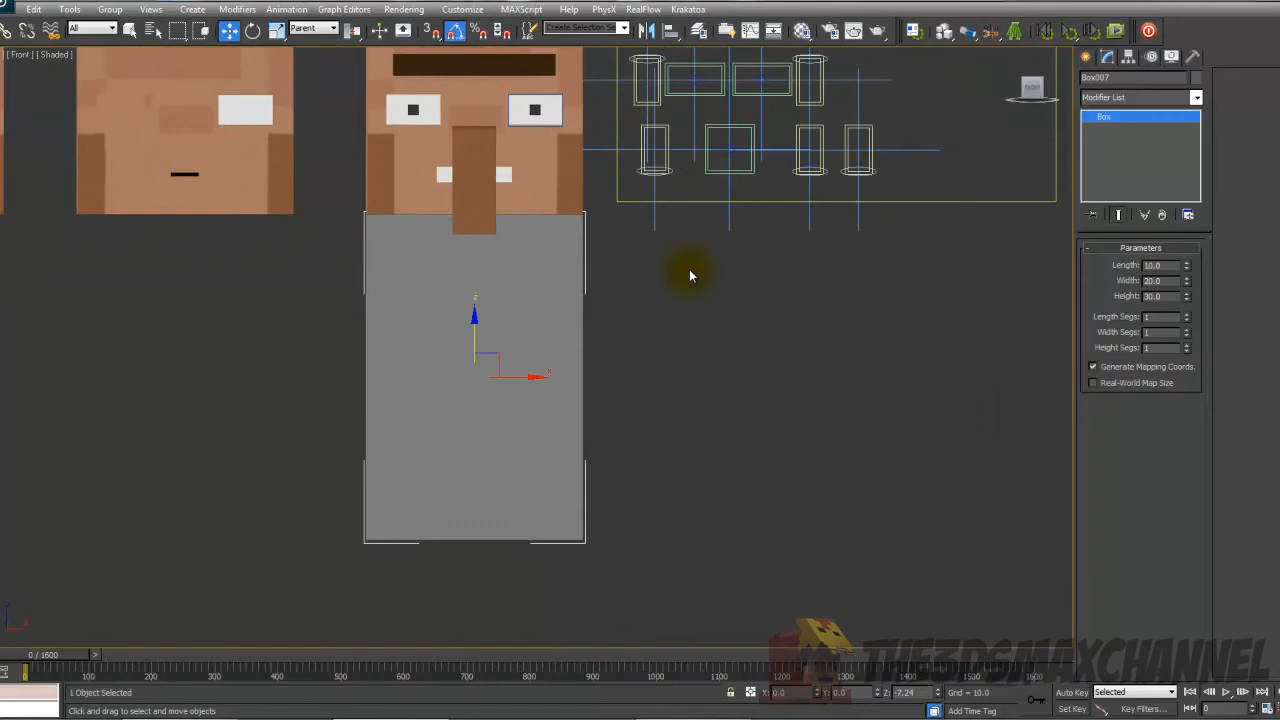 Edit Tools Group Views Create Modifiers Animation Graph Editors Rendering Customize MAXScript Help PhysX RealFlow Krakatoa
All Parent 3 % Create Selection Se
] [ Front ] [ Shaded ]
FRONT
Box007
Modifier List
Box
Parameters
Length: 10.0
Width: 20.0
Height: 30.0
Length Segs: 1
Width Segs: 1
Height Segs: 1
Generate Mapping Coords.
Real-World Map Size
z
x
THE3DSMAXCHANNEL
0 / 1600 >
100 200 300 400 500 600 700 800 900 1000 1100 1200 1300 1400 1500 1600
1 Object Selected X: 0.0 Y: 0.0 Z: -7.24 Grid = 10.0 Auto Key Selected
Click and drag to select and move objects Add Time Tag Set Key Key Filters... 0